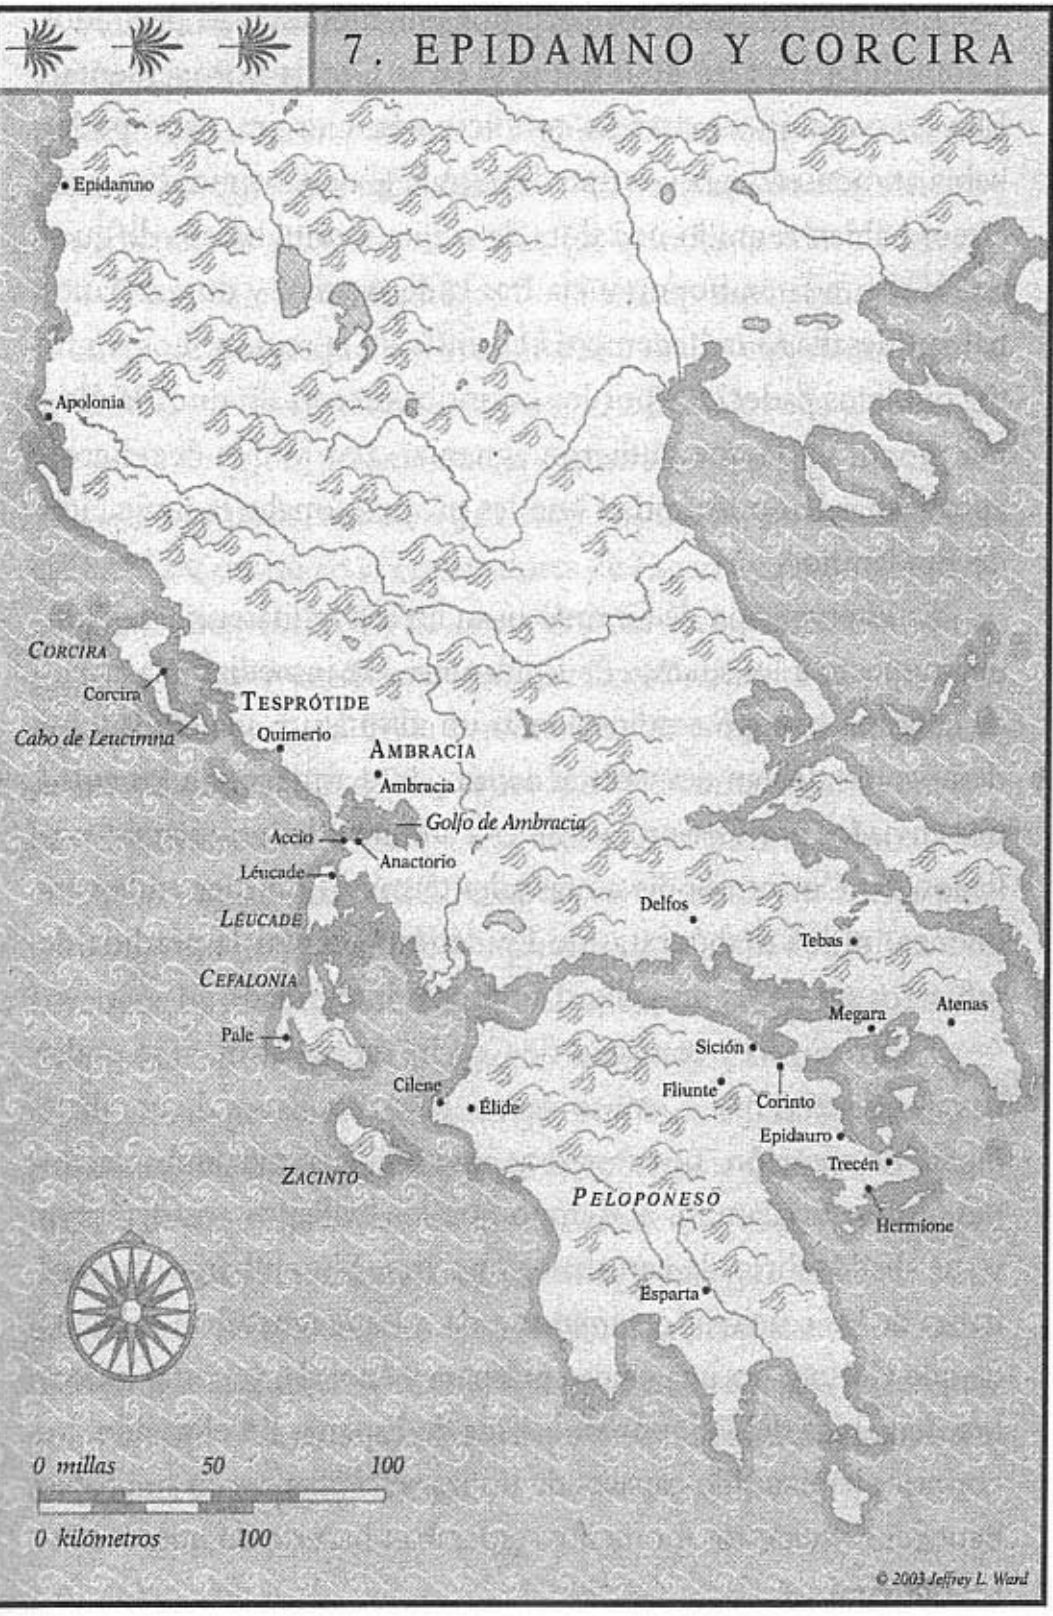 7. EPIDAMNO Y CORCIRA
Epidamno
Apolonia
CORCIRA
Corcira
TESPRÓTIDE
Cabo de Leucimna
Quimerio
AMBRACIA
Ambracia
Golfo de Ambracia
Accio
Anactorio
Léucade
LÉUCADE
Delfos
Tebas
CEFALONIA
Atenas
Megara
Pale
Sición
Cilene
Fliunte
Corinto
Élide
Epidauro
Trecén
ZACINTO
PELOPONESO
Hermíone
Esparta
0 millas 50 100
0 kilómetros 100
© 2003 Jeffrey L. Ward